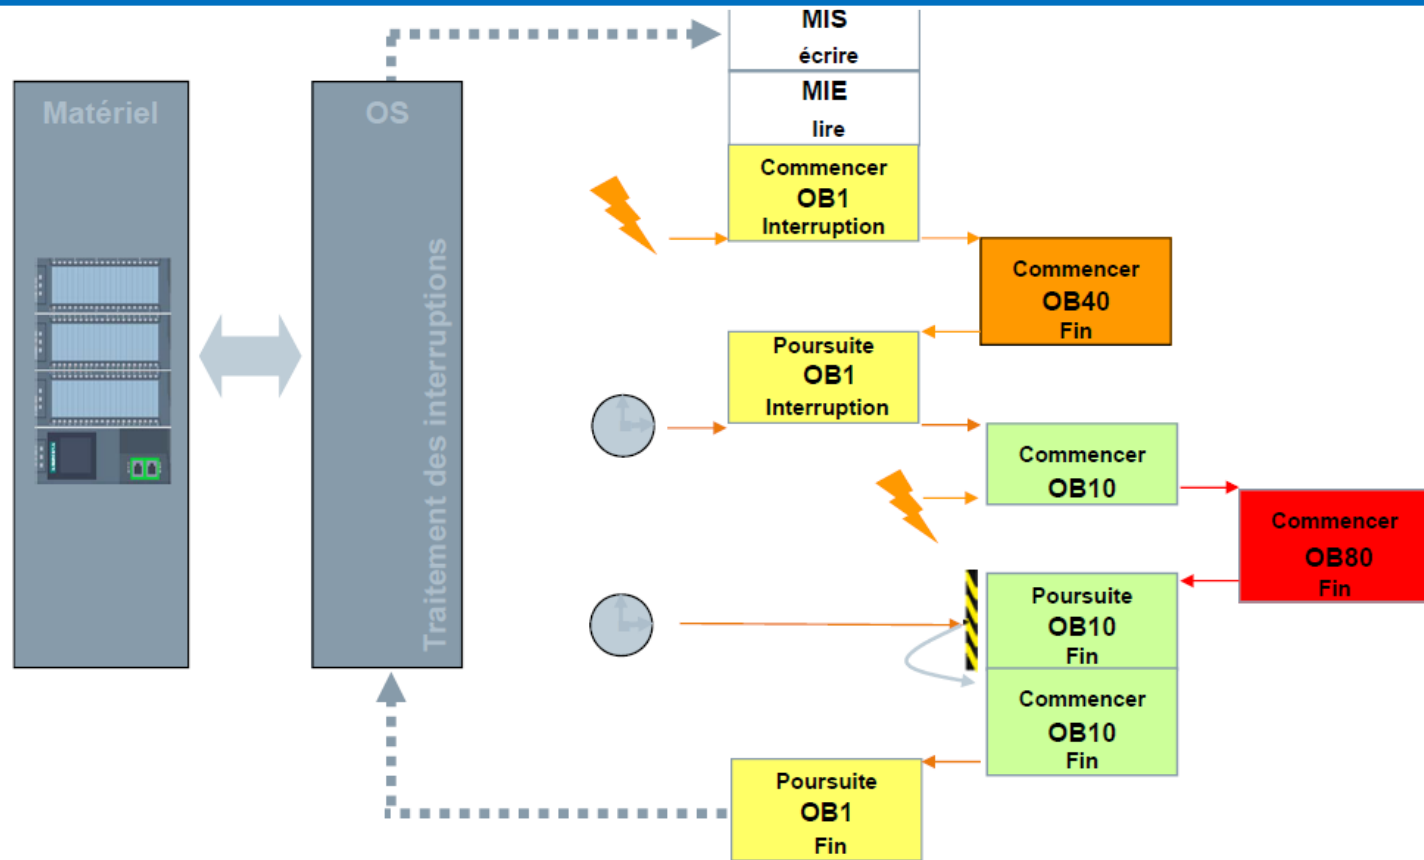 MIS
écrire
MIE
lire
Matériel
OS
Traitement des interruptions
Commencer
OB1
Interruption
Commencer
OB40
Fin
Poursuite
OB1
Interruption
Commencer
OB10
Commencer
OB80
Fin
Poursuite
OB10
Fin
Commencer
OB10
Fin
Poursuite
OB1
Fin